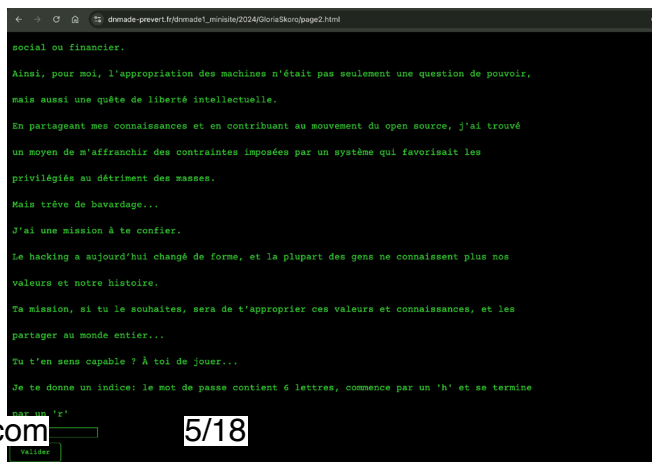 dnmade-prevert.fr/dnmade1_minisite/2024/GloriaSkoro/page2.html
social ou financier.
Ainsi, pour moi, l'appropriation des machines n'était pas seulement une question de pouvoir,
mais aussi une quête de liberté intellectuelle.
En partageant mes connaissances et en contribuant au mouvement du open source, j'ai trouvé
un moyen de m'affranchir des contraintes imposées par un système qui favorisait les
privilégiés au détriment des masses.
Mais trêve de bavardage...
J'ai une mission à te confier.
Le hacking a aujourd'hui changé de forme, et la plupart des gens ne connaissent plus nos
valeurs et notre histoire.
Ta mission, si tu le souhaites, sera de t'approprier ces valeurs et connaissances, et les
partager au monde entier...
Tu t'en sens capable ? À toi de jouer...
Je te donne un indice: le mot de passe contient 6 lettres, commence par un 'h' et se termine
par un 'r'
com 5/18
Valider